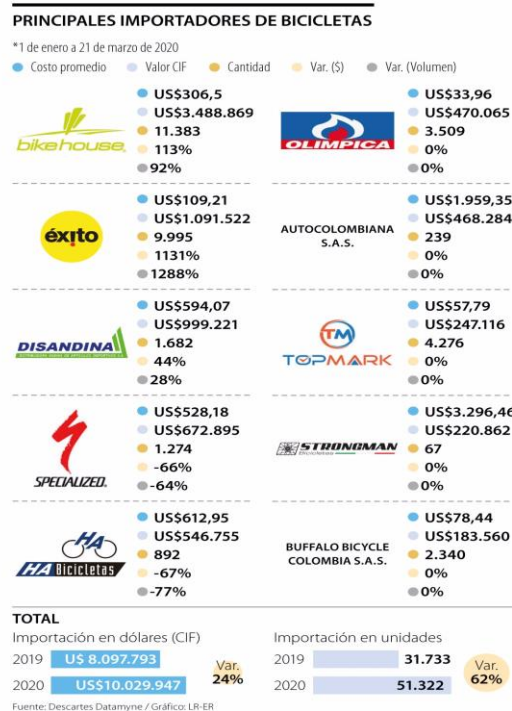 PRINCIPALES IMPORTADORES DE BICICLETAS
*1 de enero a 21 de marzo de 2020
Costo promedio Valor CIF Cantidad Var. ($) Var. (Volumen)
bikehouse
US$306,5
US$3.488.869
11.383
113%
92%
éxito
US$109,21
US$1.091.522
9.995
1131%
1288%
DISANDINA
US$594,07
US$999.221
1.682
44%
28%
SPECIALIZED.
US$528,18
US$672.895
1.274
-66%
-64%
HA
HA Bicicletas
US$612,95
US$546.755
892
-67%
-77%
OLIMPICA
US$33,96
US$470.065
3.509
0%
0%
AUTOCOLOMBIANA
S.A.S.
US$1.959,35
US$468.284
239
0%
0%
TM
TOPMARK
US$57,79
US$247.116
4.276
0%
0%
STRONGMAN
Bicicletas
US$3.296,46
US$220.862
67
0%
0%
BUFFALO BICYCLE
COLOMBIA S.A.S.
US$78,44
US$183.560
2.340
0%
0%
TOTAL
Importación en dólares (CIF)
2019 U$ 8.097.793
2020 US$10.029.947
Var.
24%
Importación en unidades
2019 31.733
2020 51.322
Var.
62%
Fuente: Descartes Datamyne / Gráfico: LR-ER